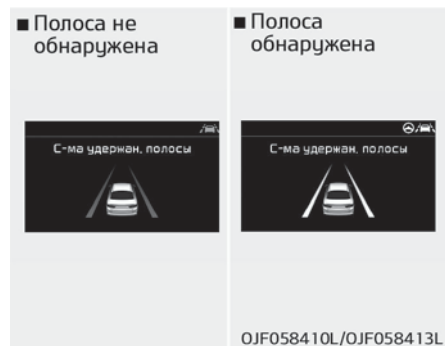 ■ Полоса не
обнаружена
С-ма удержан. полосы
■ Полоса
обнаружена
С-ма удержан. полосы
OJF058410L/OJF058413L